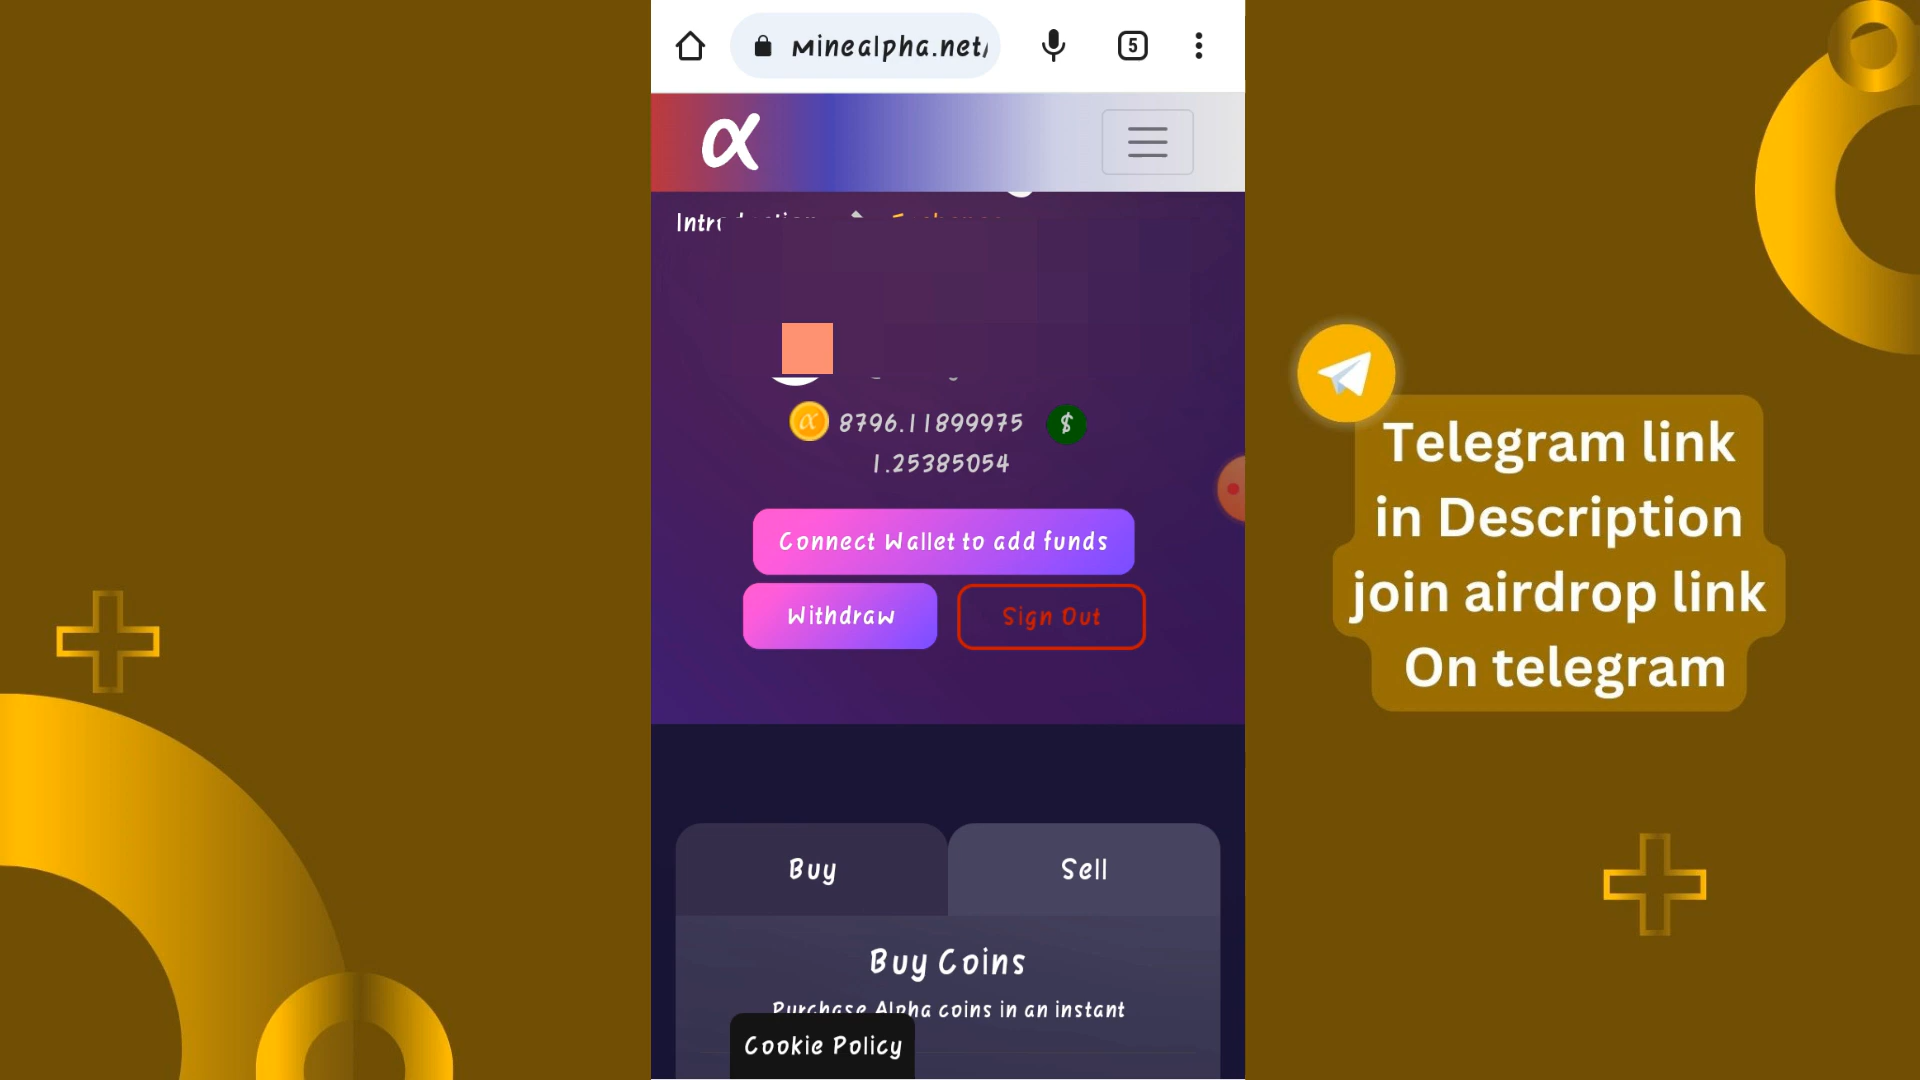 minealpha.net/
5
α
8796.11899975 $
1.25385054
Connect Wallet to add funds
Withdraw
Sign Out
Buy
Sell
Buy Coins
Purchase Alpha coins in an instant
Cookie Policy
Telegram link
in Description
join airdrop link
On telegram